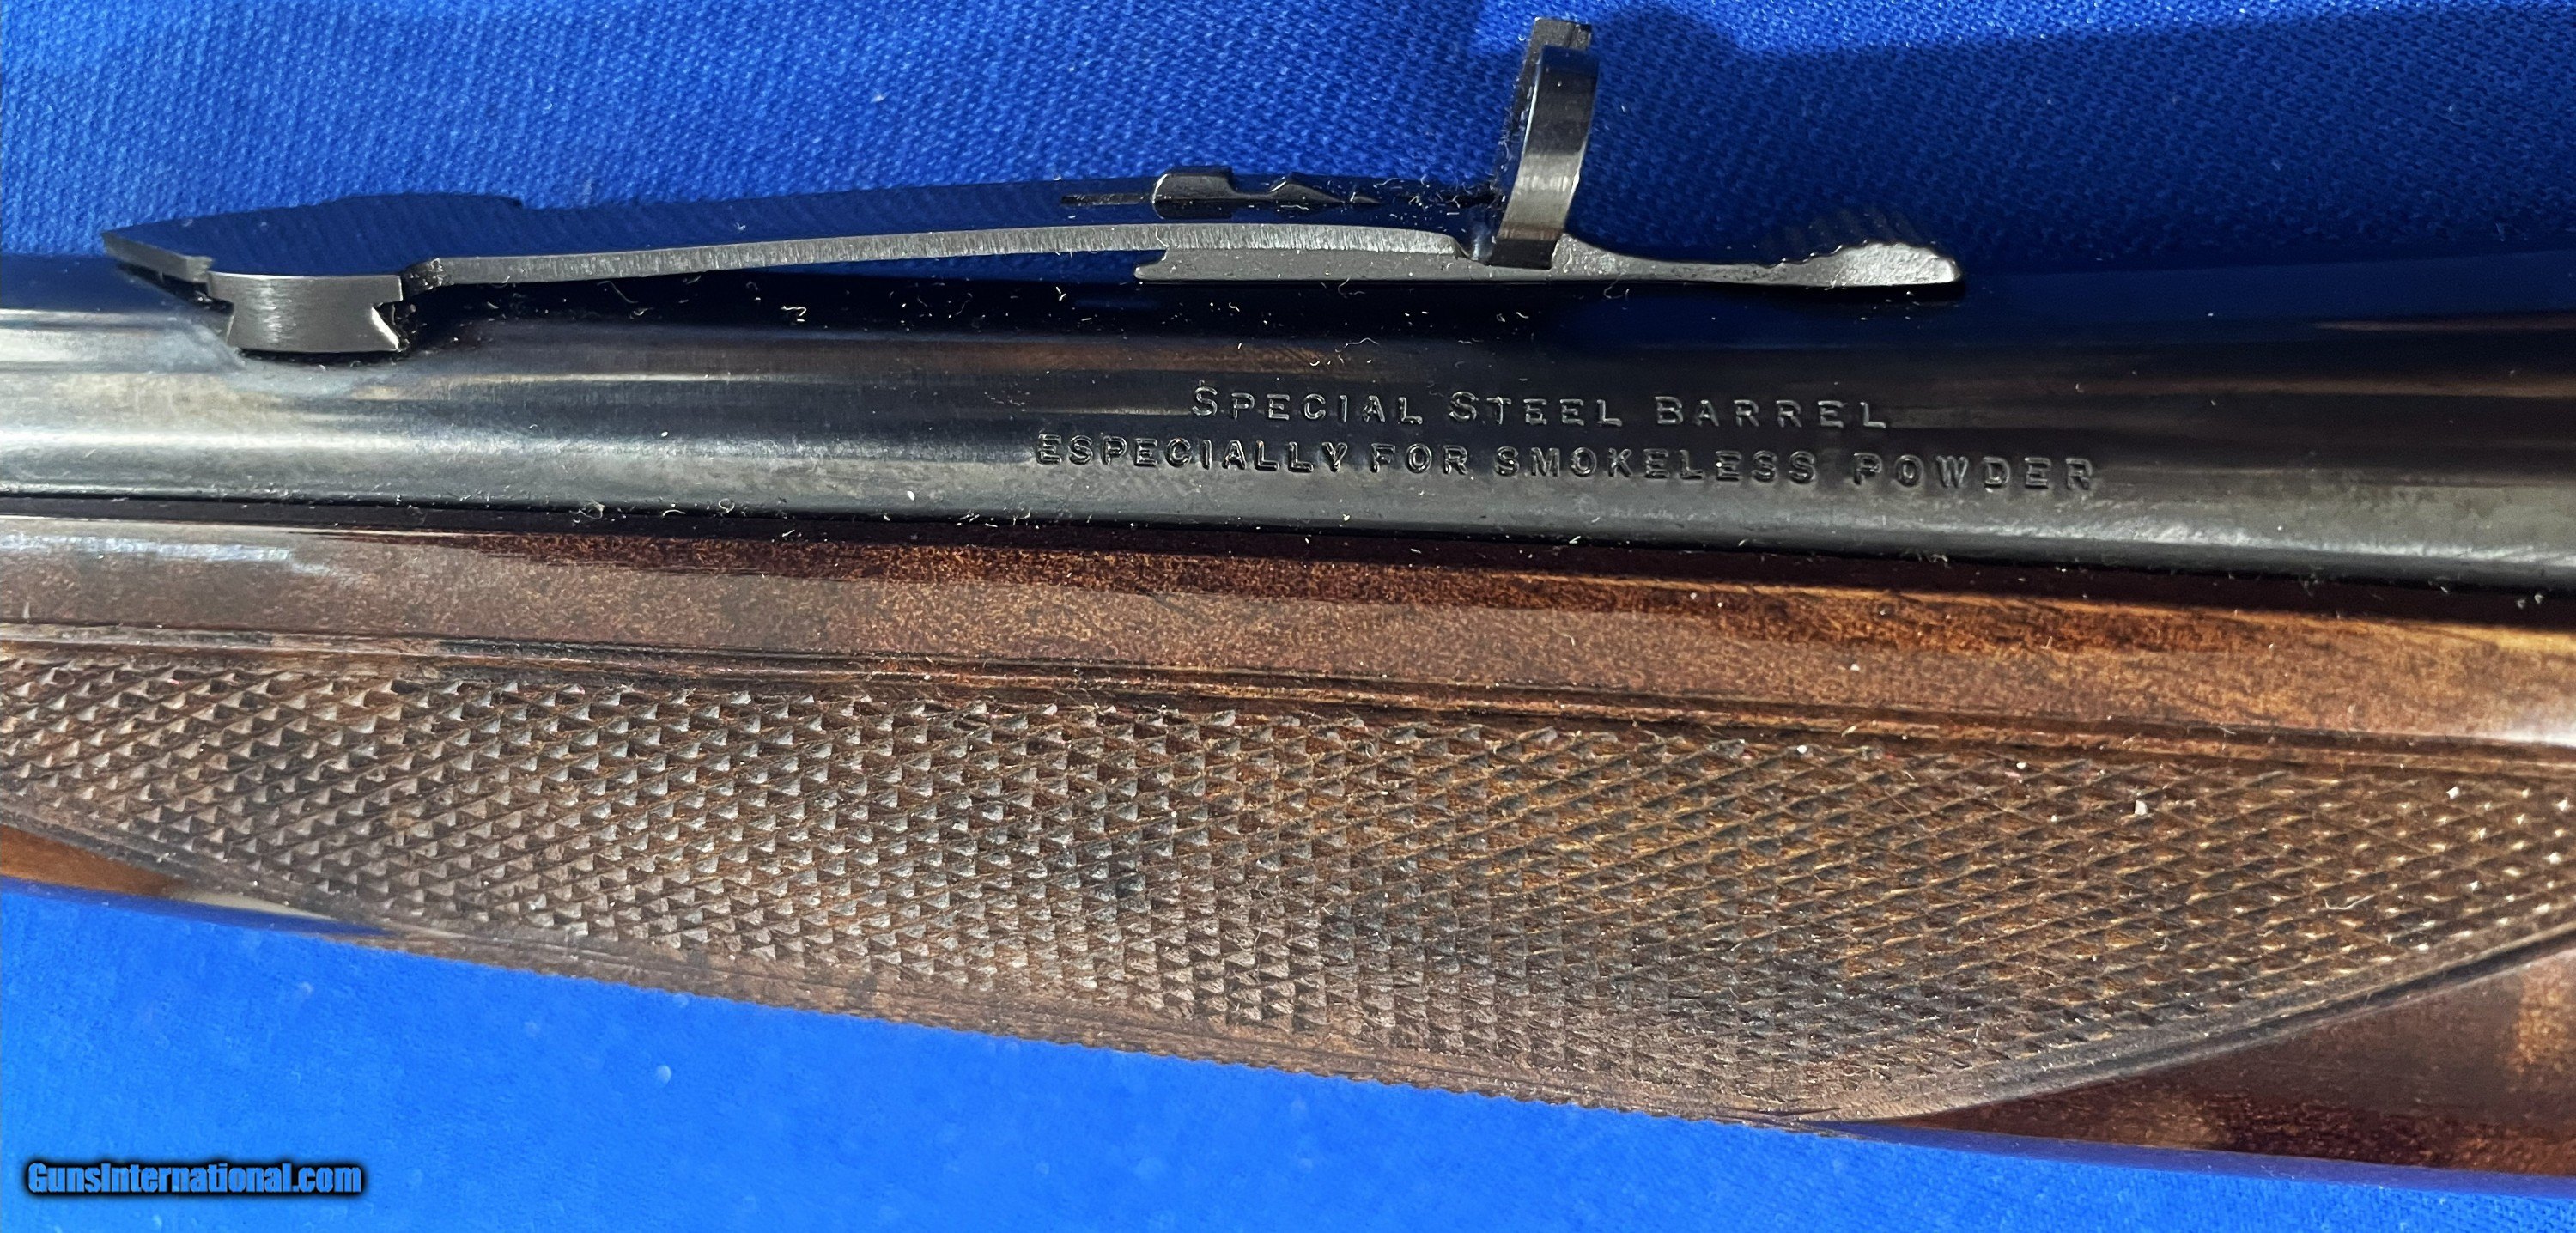 SPECIAL STEEL BARREL
ESPECIALLY FOR SMOKELESS POWDER
GunsInternational.com